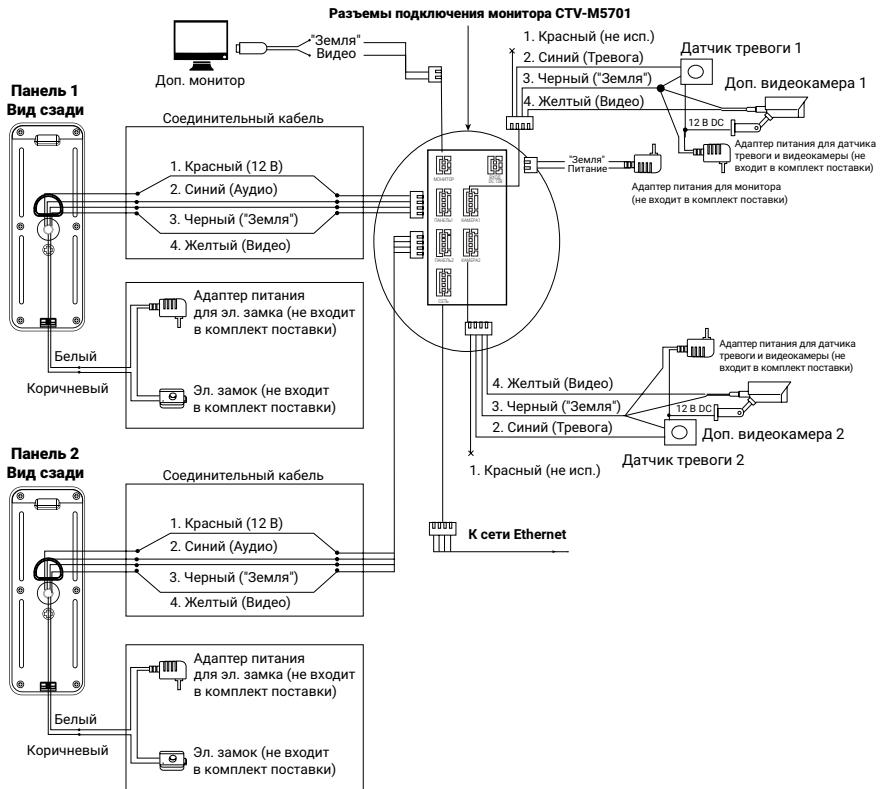 Разъемы подключения монитора CTV-M5701
"Земля"
Видео
Доп. монитор
1. Красный (не исп.)
2. Синий (Тревога)
3. Черный ("Земля")
4. Желтый (Видео)
Датчик тревоги 1
Доп. видеокамера 1
12 В DC
Адаптер питания для датчика
тревоги и видеокамеры (не
входит в комплект поставки)
"Земля"
Питание
Адаптер питания для монитора
(не входит в комплект поставки)
Панель 1
Вид сзади
Соединительный кабель
1. Красный (12 В)
2. Синий (Аудио)
3. Черный ("Земля")
4. Желтый (Видео)
МОНИТОР
ПАНЕЛЬ1
КАМЕРА1
ПАНЕЛЬ2
КАМЕРА2
СЕТЬ
Адаптер питания
для эл. замка (не входит
в комплект поставки)
Белый
Коричневый
Эл. замок (не входит
в комплект поставки)
Адаптер питания для датчика
тревоги и видеокамеры (не
входит в комплект поставки)
4. Желтый (Видео)
3. Черный ("Земля")
2. Синий (Тревога)
1. Красный (не исп.)
12 В DC
Доп. видеокамера 2
Датчик тревоги 2
К сети Ethernet
Панель 2
Вид сзади
Соединительный кабель
1. Красный (12 В)
2. Синий (Аудио)
3. Черный ("Земля")
4. Желтый (Видео)
Адаптер питания
для эл. замка (не входит
в комплект поставки)
Белый
Коричневый
Эл. замок (не входит
в комплект поставки)